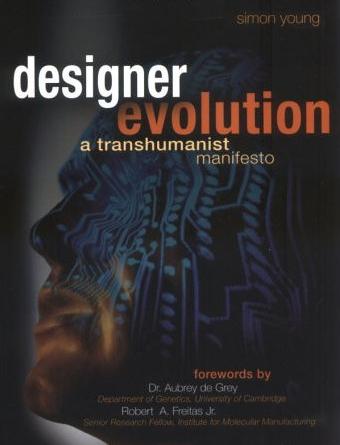 simon young
designer
evolution
a transhumanist
manifesto
forewords by
Dr. Aubrey de Grey
Department of Genetics, University of Cambridge
Robert A. Freitas Jr.
Senior Research Fellow, Institute for Molecular Manufacturing